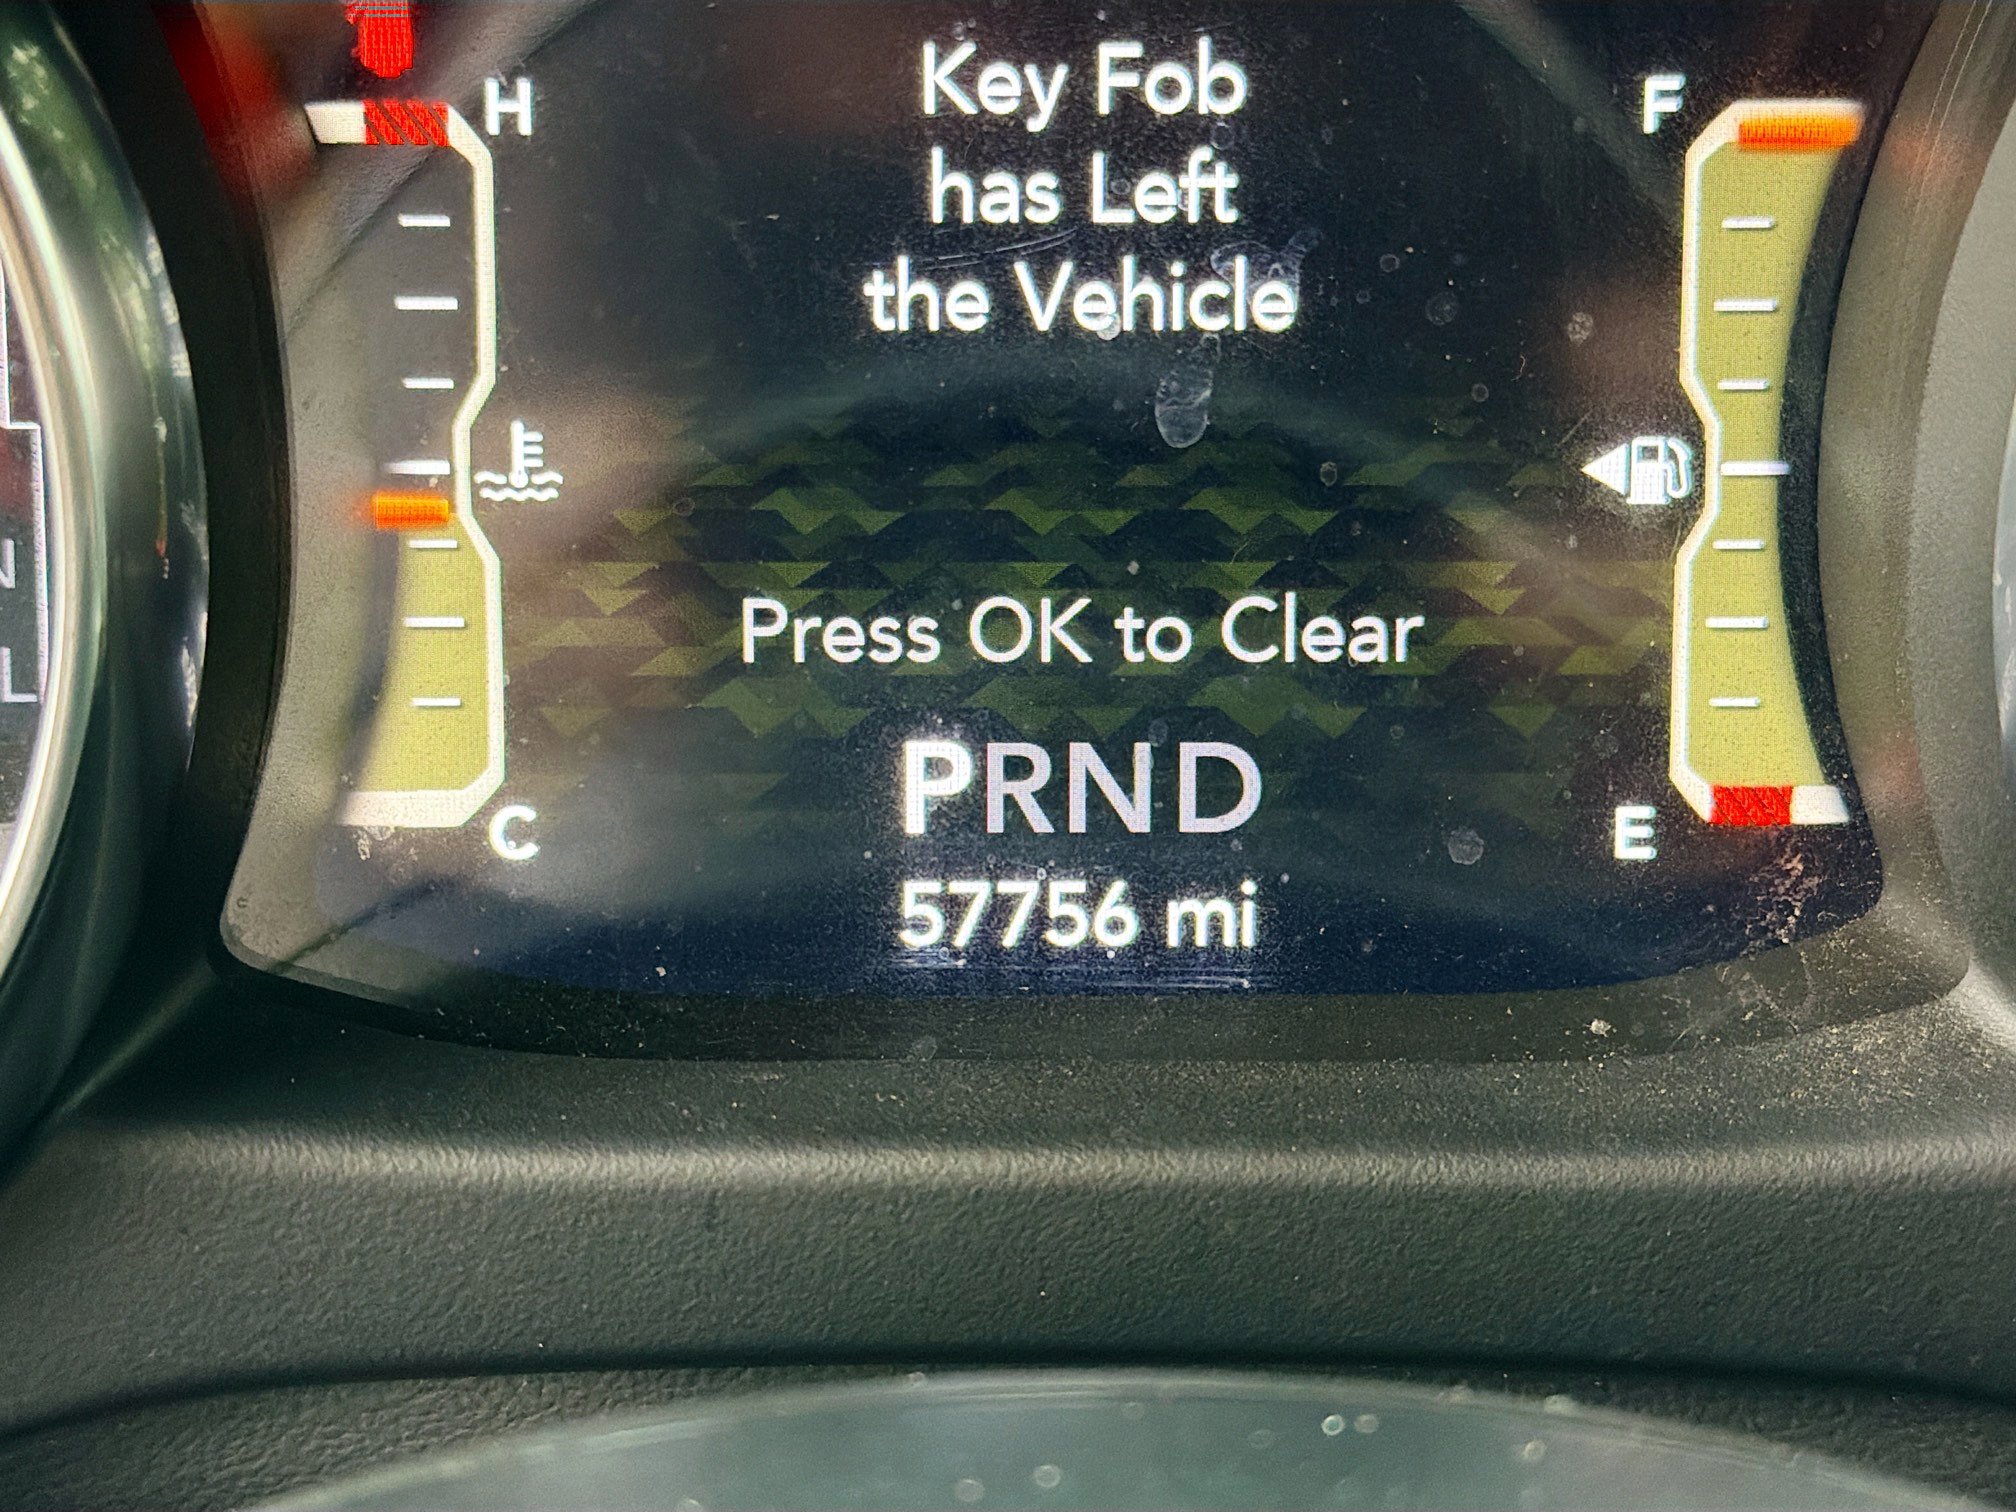 Key Fob
has Left
the Vehicle
H
F
Press OK to Clear
PRND
C
E
57756 mi
N
L